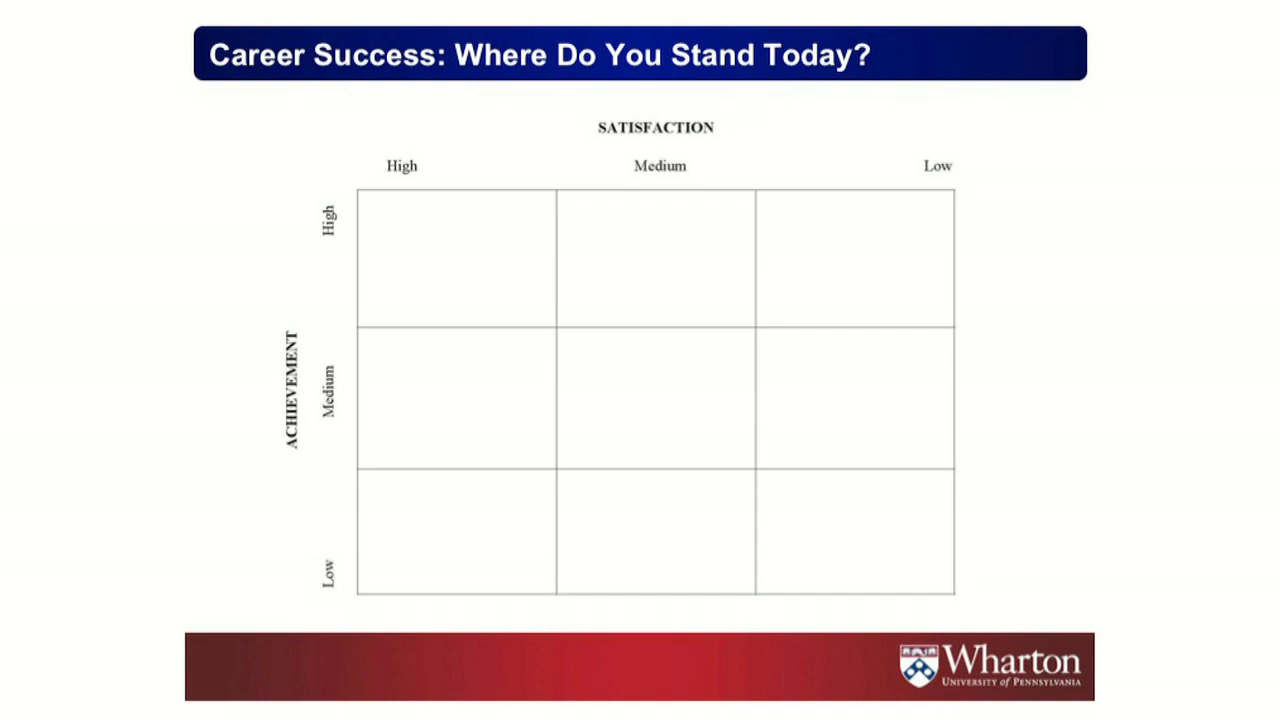 Career Success: Where Do You Stand Today?
SATISFACTION
High Medium Low
High
ACHIEVEMENT
Medium
Low
Wharton
UNIVERSITY of PENNSYLVANIA